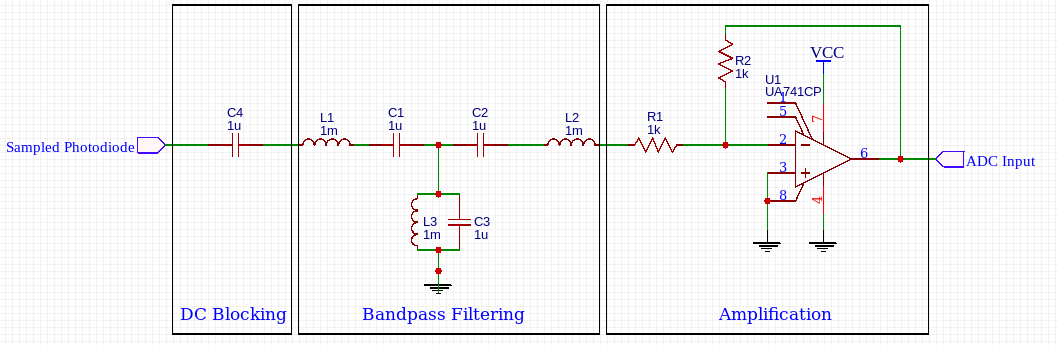 Sampled Photodiode
C4
1u
L1
1m
C1
1u
C2
1u
L2
1m
L3
1m
C3
1u
R1
1k
R2
1k
VCC
U1
UA741CP
1
5
2
3
8
7
4
6
ADC Input
DC Blocking
Bandpass Filtering
Amplification